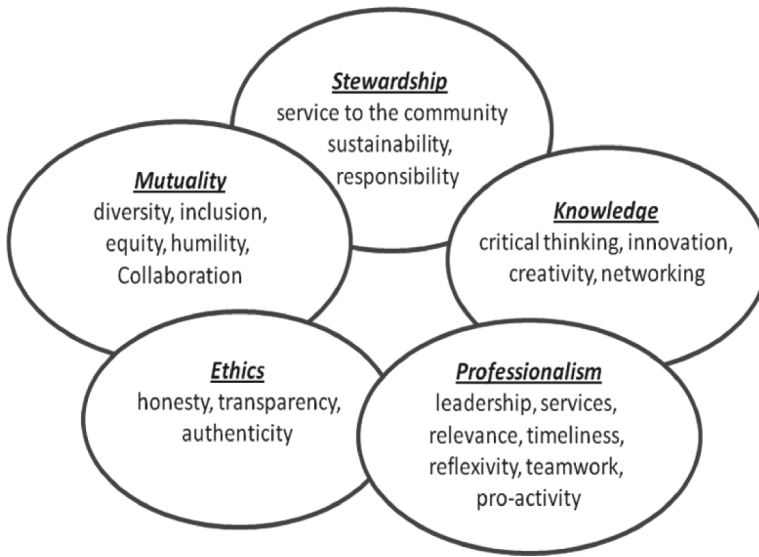 Stewardship
service to the community
sustainability,
responsibility
Mutuality
diversity, inclusion,
equity, humility,
Collaboration
Knowledge
critical thinking, innovation,
creativity, networking
Ethics
honesty, transparency,
authenticity
Professionalism
leadership, services,
relevance, timeliness,
reflexivity, teamwork,
pro-activity